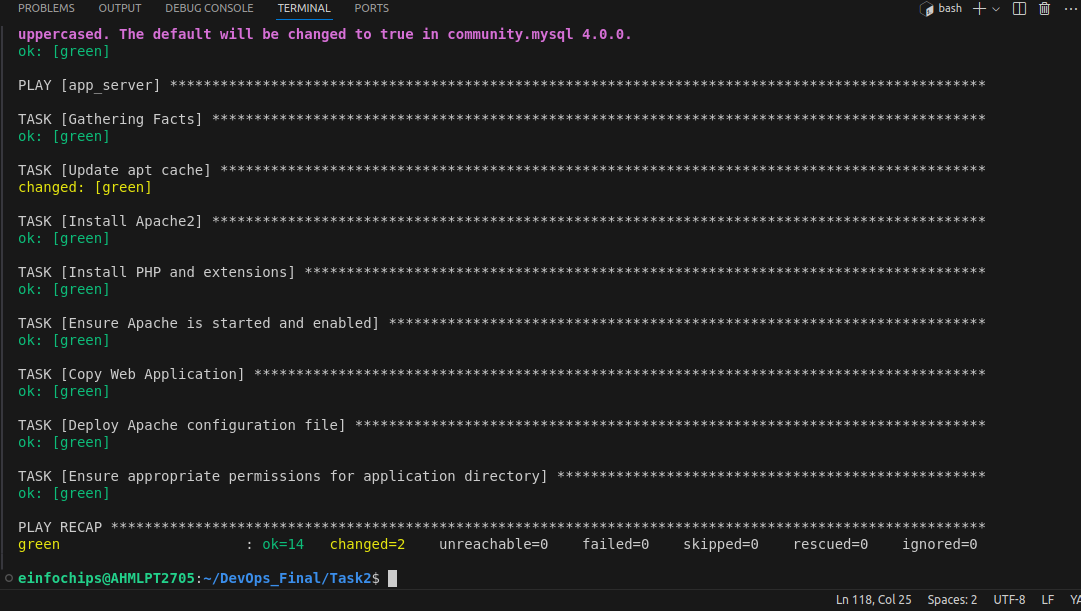 PROBLEMS OUTPUT DEBUG CONSOLE TERMINAL PORTS bash
uppercased. The default will be changed to true in community.mysql 4.0.0.
ok: [green]
PLAY [app_server] *************************************************************************************************
TASK [Gathering Facts] ********************************************************************************************
ok: [green]
TASK [Update apt cache] *******************************************************************************************
changed: [green]
TASK [Install Apache2] ********************************************************************************************
ok: [green]
TASK [Install PHP and extensions] *********************************************************************************
ok: [green]
TASK [Ensure Apache is started and enabled] ***********************************************************************
ok: [green]
TASK [Copy Web Application] ***************************************************************************************
ok: [green]
TASK [Deploy Apache configuration file] ***************************************************************************
ok: [green]
TASK [Ensure appropriate permissions for application directory] ***************************************************
ok: [green]
PLAY RECAP ********************************************************************************************************
green : ok=14 changed=2 unreachable=0 failed=0 skipped=0 rescued=0 ignored=0
einfochips@AHMLPT2705:~/DevOps_Final/Task2$
Ln 118, Col 25 Spaces: 2 UTF-8 LF